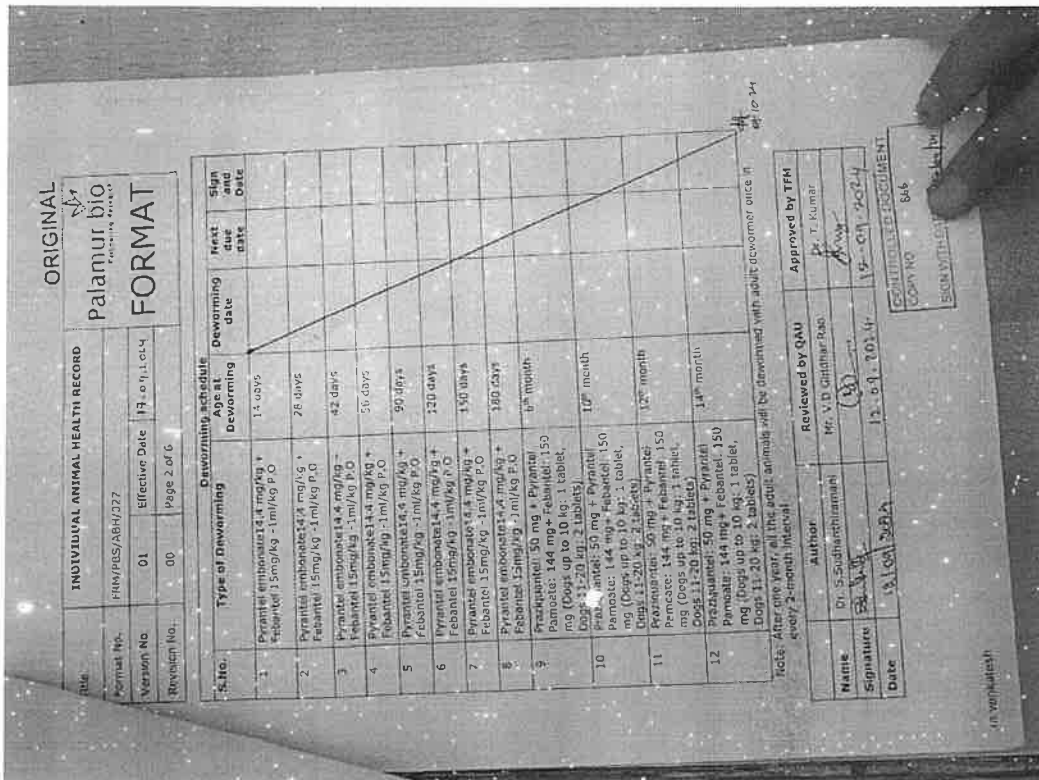 ORIGINAL
Title INDIVIDUAL ANIMAL HEALTH RECORD
Palamur bio
FORMAT
Format No. FRM/PBS/ABH/027
Version No. 01 Effective Date 17.09.2024
Revision No. 00 Page 2 of 6
Deworming schedule
S.No. Type of Deworming Age at Deworming Deworming date Next due date Sign and Date
1 Pyrantel embonate14.4 mg/kg + Febantel 15mg/kg -1ml/kg P.O 14 days
2 Pyrantel embonate14.4 mg/kg + Febantel 15mg/kg -1ml/kg P.O 28 days
3 Pyrantel embonate14.4 mg/kg + Febantel 15mg/kg -1ml/kg P.O 42 days
4 Pyrantel embonate14.4 mg/kg + Febantel 15mg/kg -1ml/kg P.O 56 days
5 Pyrantel embonate14.4 mg/kg + Febantel 15mg/kg -1ml/kg P.O 90 days
6 Pyrantel embonate14.4 mg/kg + Febantel 15mg/kg -1ml/kg P.O 120 days
7 Pyrantel embonate14.4 mg/kg + Febantel 15mg/kg -1ml/kg P.O 150 days
8 Pyrantel embonate14.4 mg/kg + Febantel 15mg/kg -1ml/kg P.O 180 days
9 Praziquantel: 50 mg + Pyrantel Pamoate: 144 mg + Febantel: 150 mg (Dogs up to 10 kg: 1 tablet, Dogs 11-20 kg: 2 tablets) 8th month
10 Praziquantel: 50 mg + Pyrantel Pamoate: 144 mg + Febantel: 150 mg (Dogs up to 10 kg: 1 tablet, Dogs 11-20 kg: 2 tablets) 10th month
11 Praziquantel: 50 mg + Pyrantel Pamoate: 144 mg + Febantel: 150 mg (Dogs up to 10 kg: 1 tablet, Dogs 11-20 kg: 2 tablets) 12th month
12 Praziquantel: 50 mg + Pyrantel Pamoate: 144 mg + Febantel: 150 mg (Dogs up to 10 kg: 1 tablet, Dogs 11-20 kg: 2 tablets) 14th month
Note: After one year all the adult animals will be dewormed with adult dewormer once in
every 2-month interval.
Author Reviewed by QAU Approved by TFM
Name Dr. S.Sudhanthiramani Mr. V.D Giridhar Rao Dr. T. Kumar
Signature
Date 12.09.2024 15.09.2024
CONTROLLED DOCUMENT
COPY NO 566
SIGN WITH
Venkatesh